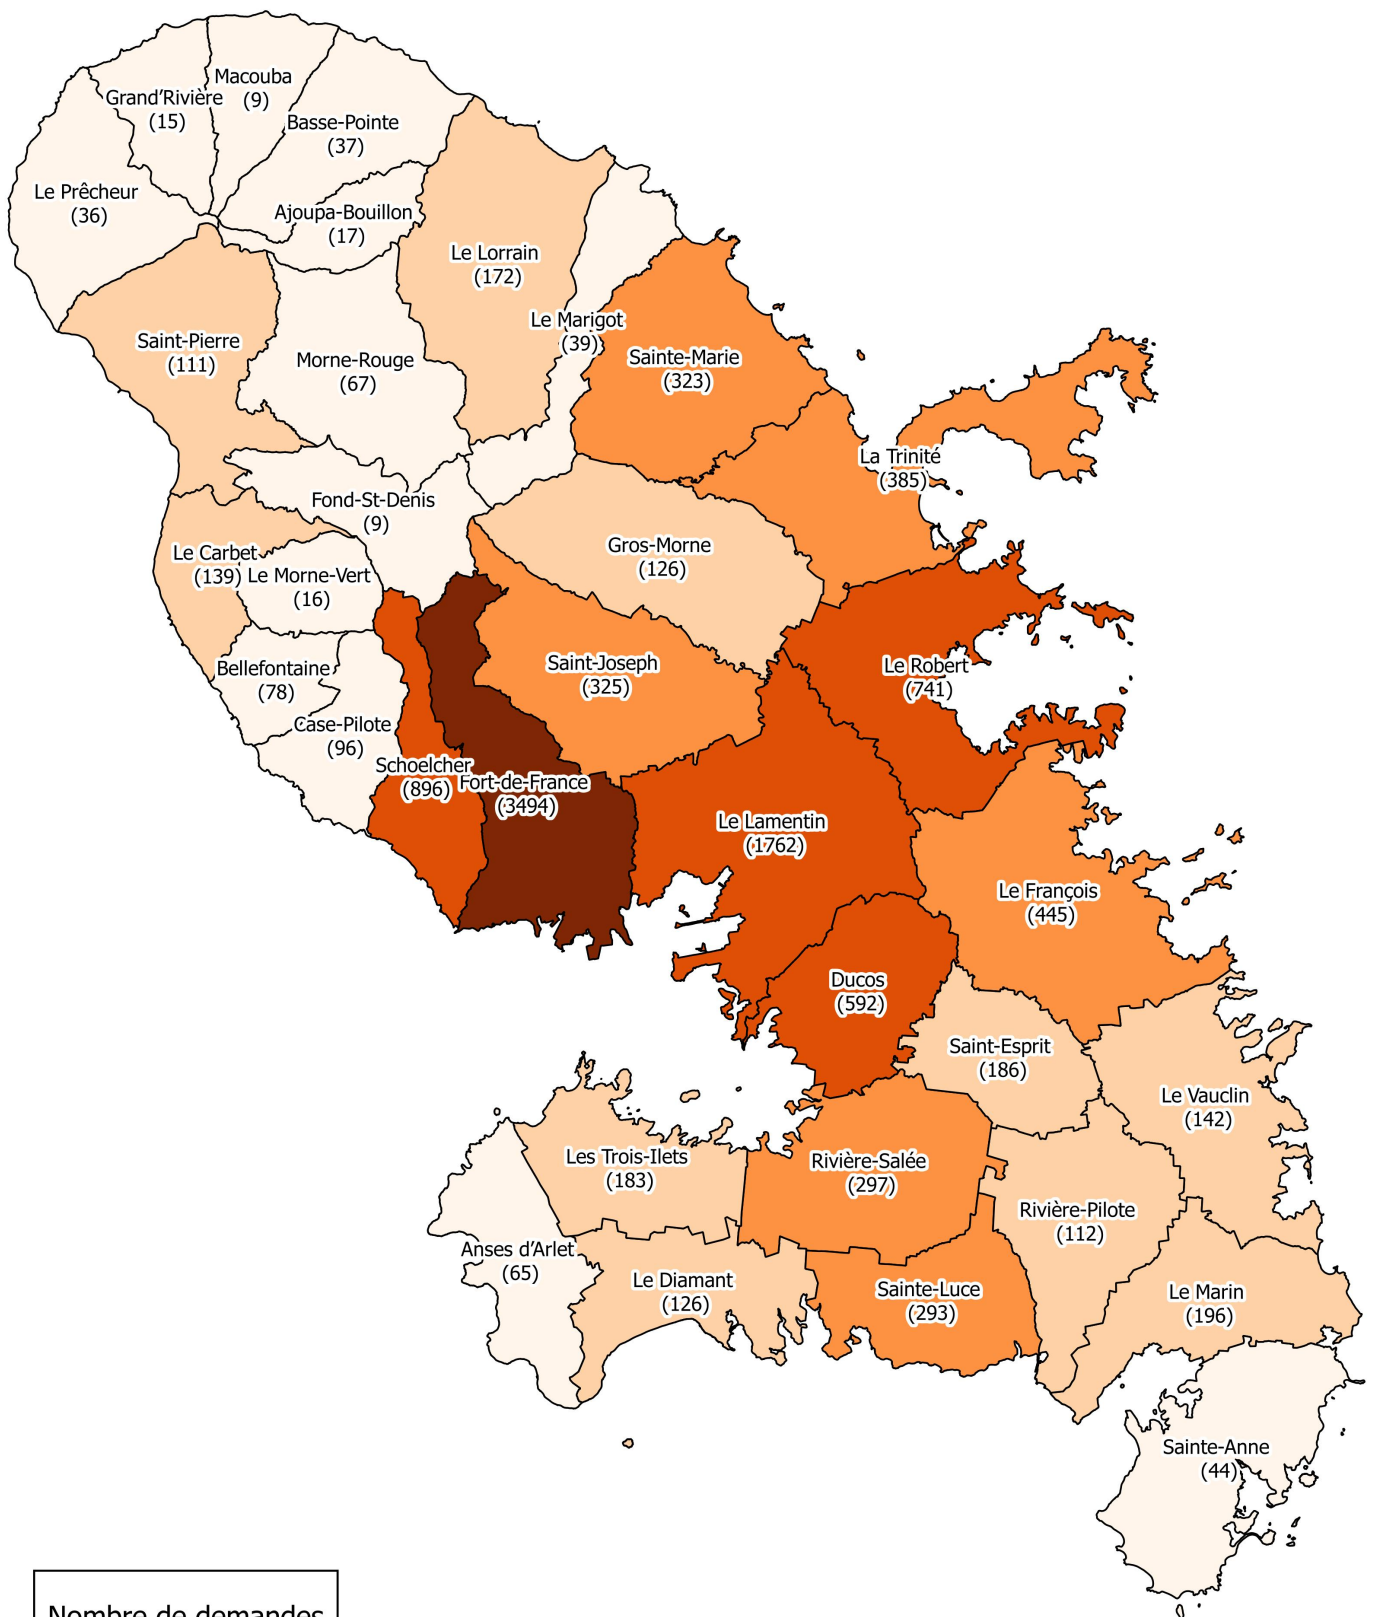 Macouba
(9)
Grand'Rivière
(15)
Basse-Pointe
(37)
Le Prêcheur
(36)
Ajoupa-Bouillon
(17)
Le Lorrain
(172)
Le Marigot
(39)
Saint-Pierre
(111)
Morne-Rouge
(67)
Sainte-Marie
(323)
La Trinité
(385)
Fond-St-Denis
(9)
Gros-Morne
(126)
Le Carbet
(139)
Le Morne-Vert
(16)
Saint-Joseph
(325)
Le Robert
(741)
Bellefontaine
(78)
Case-Pilote
(96)
Schoelcher
(896)
Fort-de-France
(3494)
Le Lamentin
(1762)
Le François
(445)
Ducos
(592)
Saint-Esprit
(186)
Le Vauclin
(142)
Les Trois-Ilets
(183)
Rivière-Salée
(297)
Rivière-Pilote
(112)
Anses d'Arlet
(65)
Le Diamant
(126)
Sainte-Luce
(293)
Le Marin
(196)
Sainte-Anne
(44)
Nombre de demandes